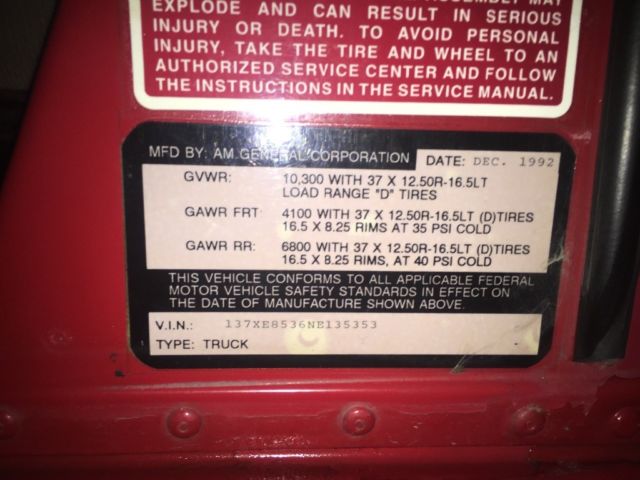 EXPLODE AND CAN RESULT IN SERIOUS
INJURY OR DEATH. TO AVOID PERSONAL
INJURY, TAKE THE TIRE AND WHEEL TO AN
AUTHORIZED SERVICE CENTER AND FOLLOW
THE INSTRUCTIONS IN THE SERVICE MANUAL.
MFD BY: AM GENERAL CORPORATION DATE: DEC. 1992
GVWR: 10,300 WITH 37 X 12.50R-16.5LT
LOAD RANGE "D" TIRES
GAWR FRT: 4100 WITH 37 X 12.50R-16.5LT (D)TIRES
16.5 X 8.25 RIMS AT 35 PSI COLD
GAWR RR: 6800 WITH 37 X 12.50R-16.5LT (D)TIRES
16.5 X 8.25 RIMS, AT 40 PSI COLD
THIS VEHICLE CONFORMS TO ALL APPLICABLE FEDERAL
MOTOR VEHICLE SAFETY STANDARDS IN EFFECT ON
THE DATE OF MANUFACTURE SHOWN ABOVE.
V.I.N.: 137XE8536NE135353
TYPE: TRUCK